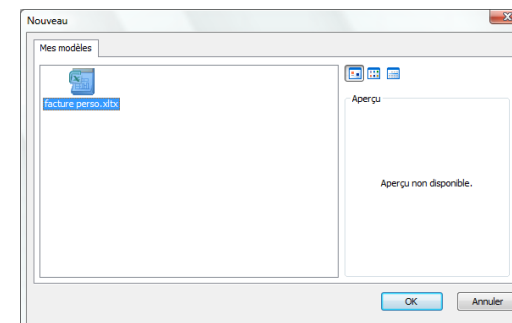 Nouveau
Mes modèles
facture perso.xltx
Aperçu
Aperçu non disponible.
OK
Annuler